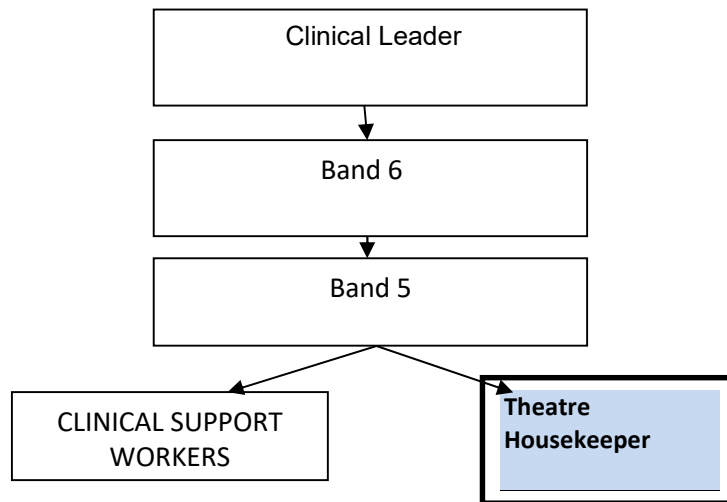 Clinical Leader
Band 6
Band 5
CLINICAL SUPPORT
WORKERS
Theatre
Housekeeper